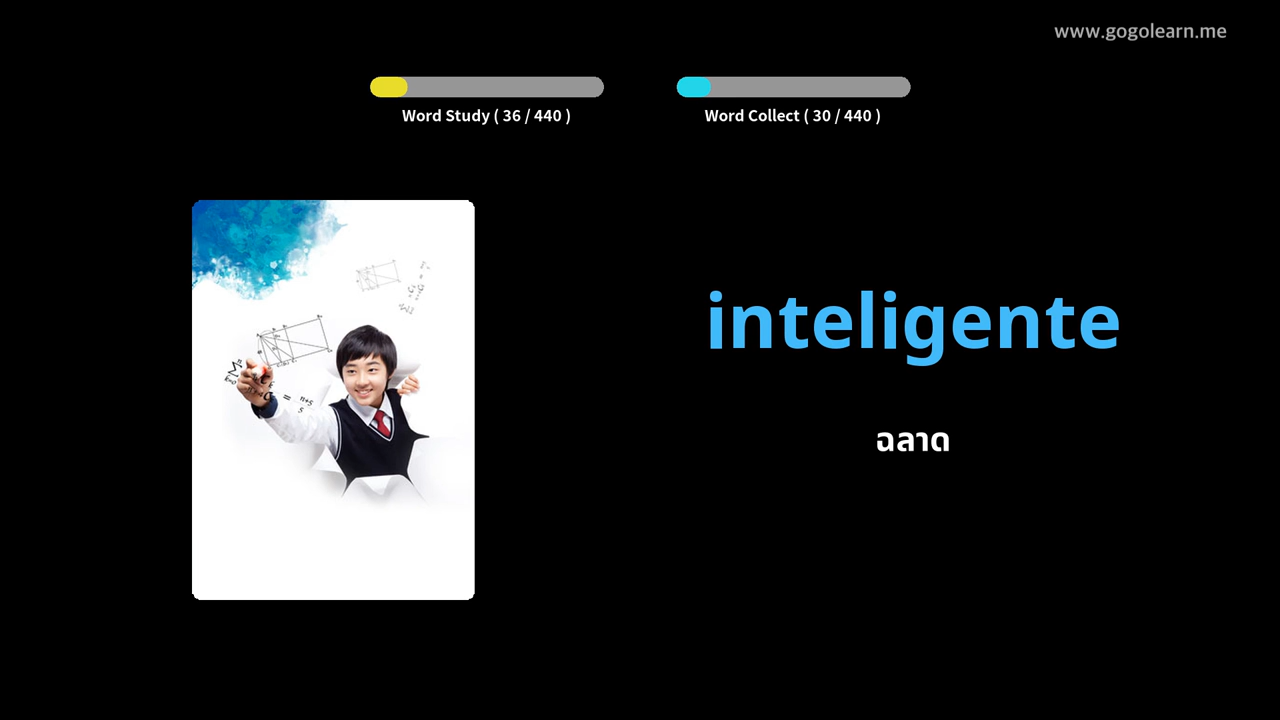 www.gogolearn.me
Word Study ( 36 / 440 )
Word Collect ( 30 / 440 )
inteligente
ฉลาด